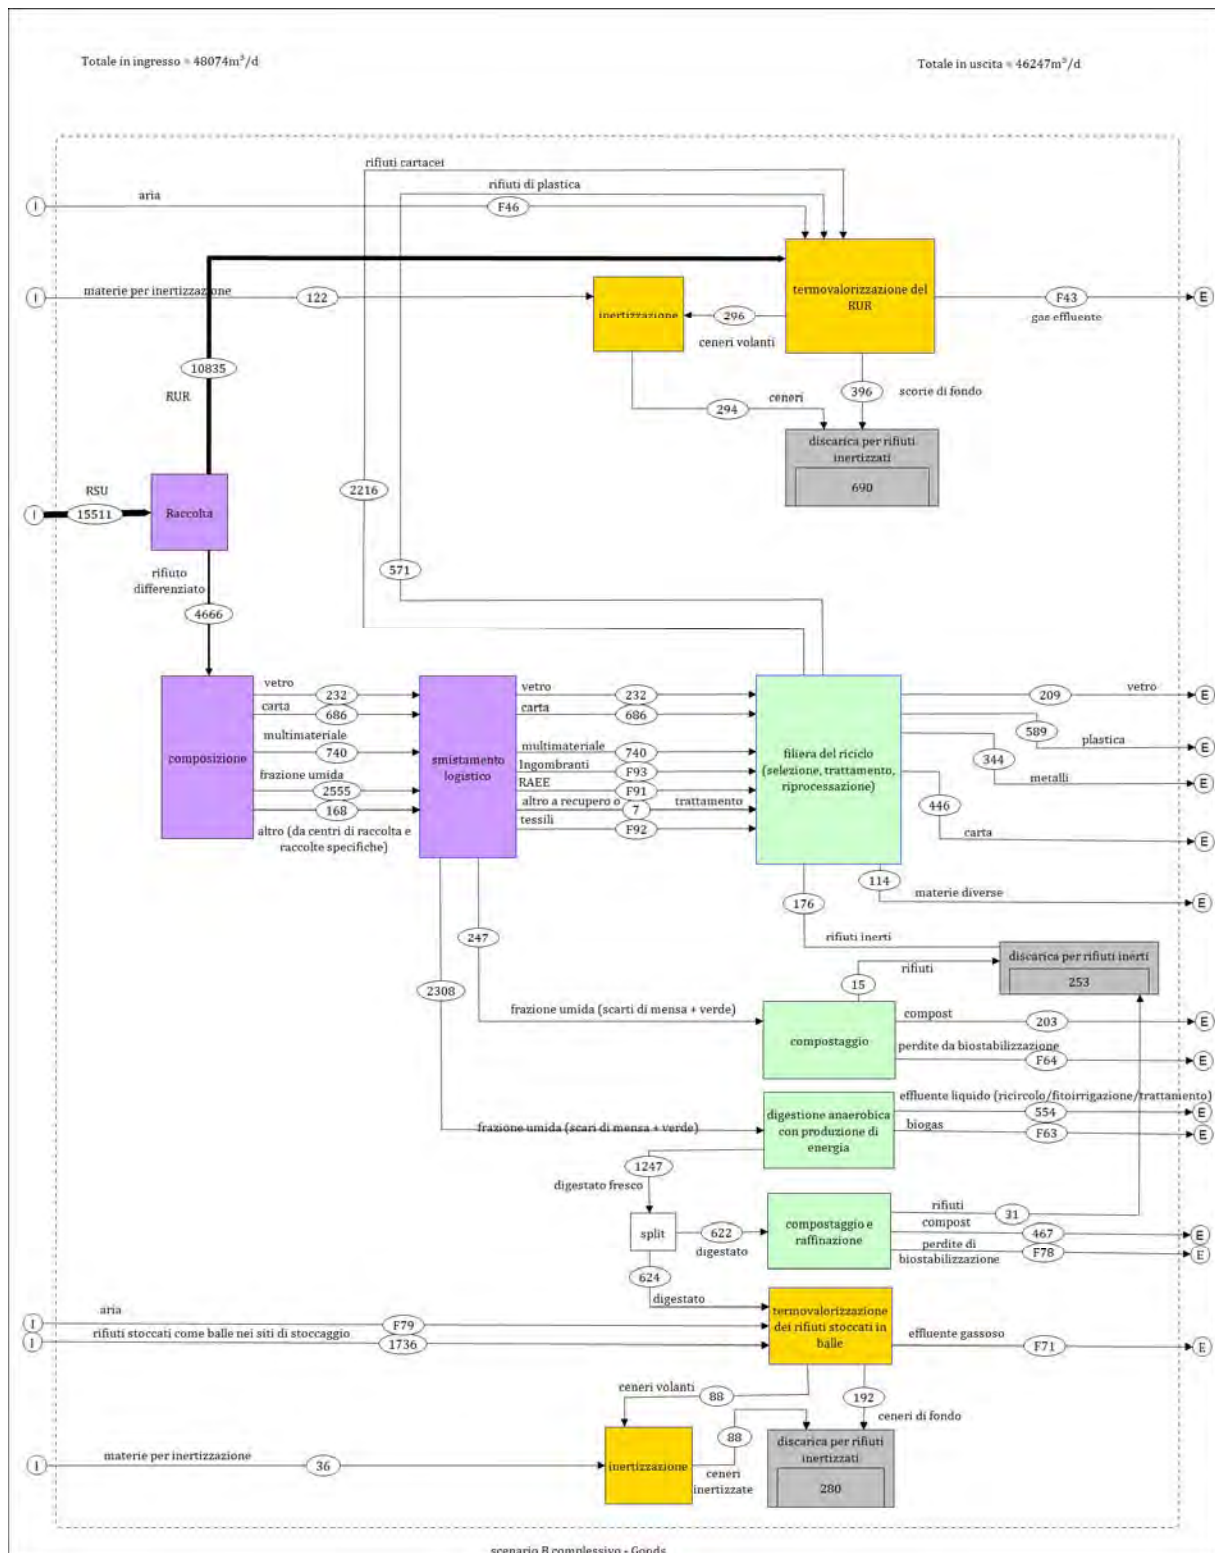 Totale in ingresso = 48074m³/d
Totale in uscita = 46247m³/d
rifiuti cartacei
rifiuti di plastica
aria
I
F46
termovalorizzazione del
RUR
I
materie per inertizzazione
122
inertizzazione
296
ceneri volanti
F43
gas effluente
E
10835
RUR
294
ceneri
396
scorie di fondo
discarica per rifiuti
inertizzati
690
RSU
I
15511
Raccolta
2216
571
rifiuto
differenziato
4666
composizione
vetro
232
carta
686
multimateriale
740
frazione umida
2555
168
altro (da centri di raccolta e
raccolte specifiche)
smistamento
logistico
vetro
232
carta
686
multimateriale
740
Ingombranti
F93
RAEE
F91
altro a recupero o
7
trattamento
tessili
F92
filiera del riciclo
(selezione, trattamento,
riprocessazione)
209
vetro
E
589
plastica
E
344
metalli
E
446
carta
E
114
materie diverse
E
176
rifiuti inerti
247
discarica per rifiuti inerti
253
15
rifiuti
2308
frazione umida (scarti di mensa + verde)
compostaggio
compost
203
E
perdite da biostabilizzazione
F64
E
effluente liquido (ricircolo/fitoirrigazione/trattamento)
554
E
digestione anaerobica
con produzione di
energia
biogas
F63
E
frazione umida (scari di mensa + verde)
1247
digestato fresco
split
622
digestato
compostaggio e
raffinazione
rifiuti
31
compost
467
E
perdite di
biostabilizzazione
F78
E
624
digestato
aria
I
F79
rifiuti stoccati come balle nei siti di stoccaggio
I
1736
termovalorizzazione
dei rifiuti stoccati in
balle
effluente gassoso
F71
E
ceneri volanti
88
192
ceneri di fondo
88
inertizzazione
ceneri
inertizzate
discarica per rifiuti
inertizzati
280
materie per inertizzazione
I
36
scenario B complessivo - Goods